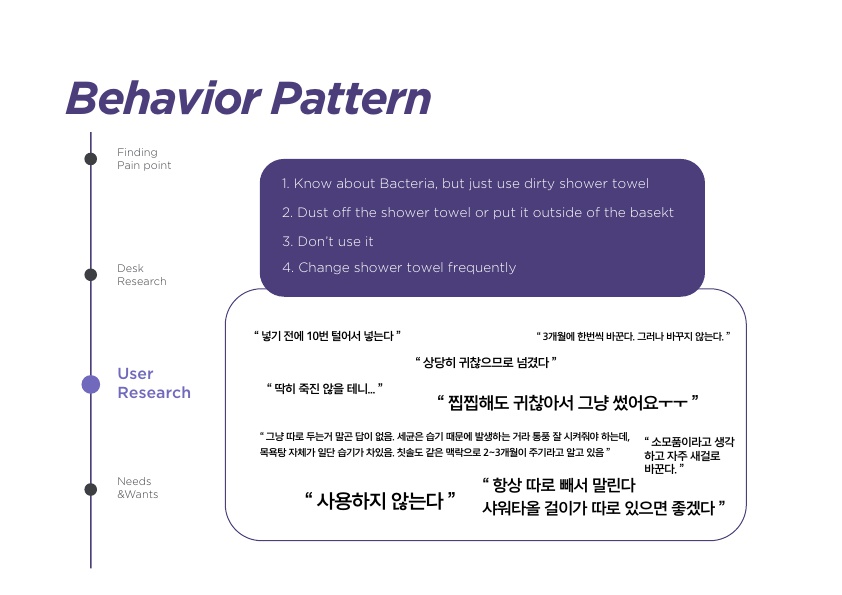 Behavior Pattern
Finding
Pain point
Desk
Research
User
Research
Needs
&Wants
1. Know about Bacteria, but just use dirty shower towel
2. Dust off the shower towel or put it outside of the basekt
3. Don't use it
4. Change shower towel frequently
“ 넣기 전에 10번 털어서 넣는다 ”
“ 3개월에 한번씩 바꾼다. 그러나 바꾸지 않는다. ”
“ 상당히 귀찮으므로 넘겼다 ”
“ 딱히 죽진 않을 테니... ”
“ 찝찝해도 귀찮아서 그냥 썼어요ㅜㅜ ”
“ 그냥 따로 두는거 말곤 답이 없음. 세균은 습기 때문에 발생하는 거라 통풍 잘 시켜줘야 하는데,
목욕탕 자체가 일단 습기가 차있음. 칫솔도 같은 맥락으로 2~3개월이 주기라고 알고 있음 ”
“ 소모품이라고 생각
하고 자주 새걸로
바꾼다. ”
“ 사용하지 않는다 ”
“ 항상 따로 빼서 말린다
샤워타올 걸이가 따로 있으면 좋겠다 ”